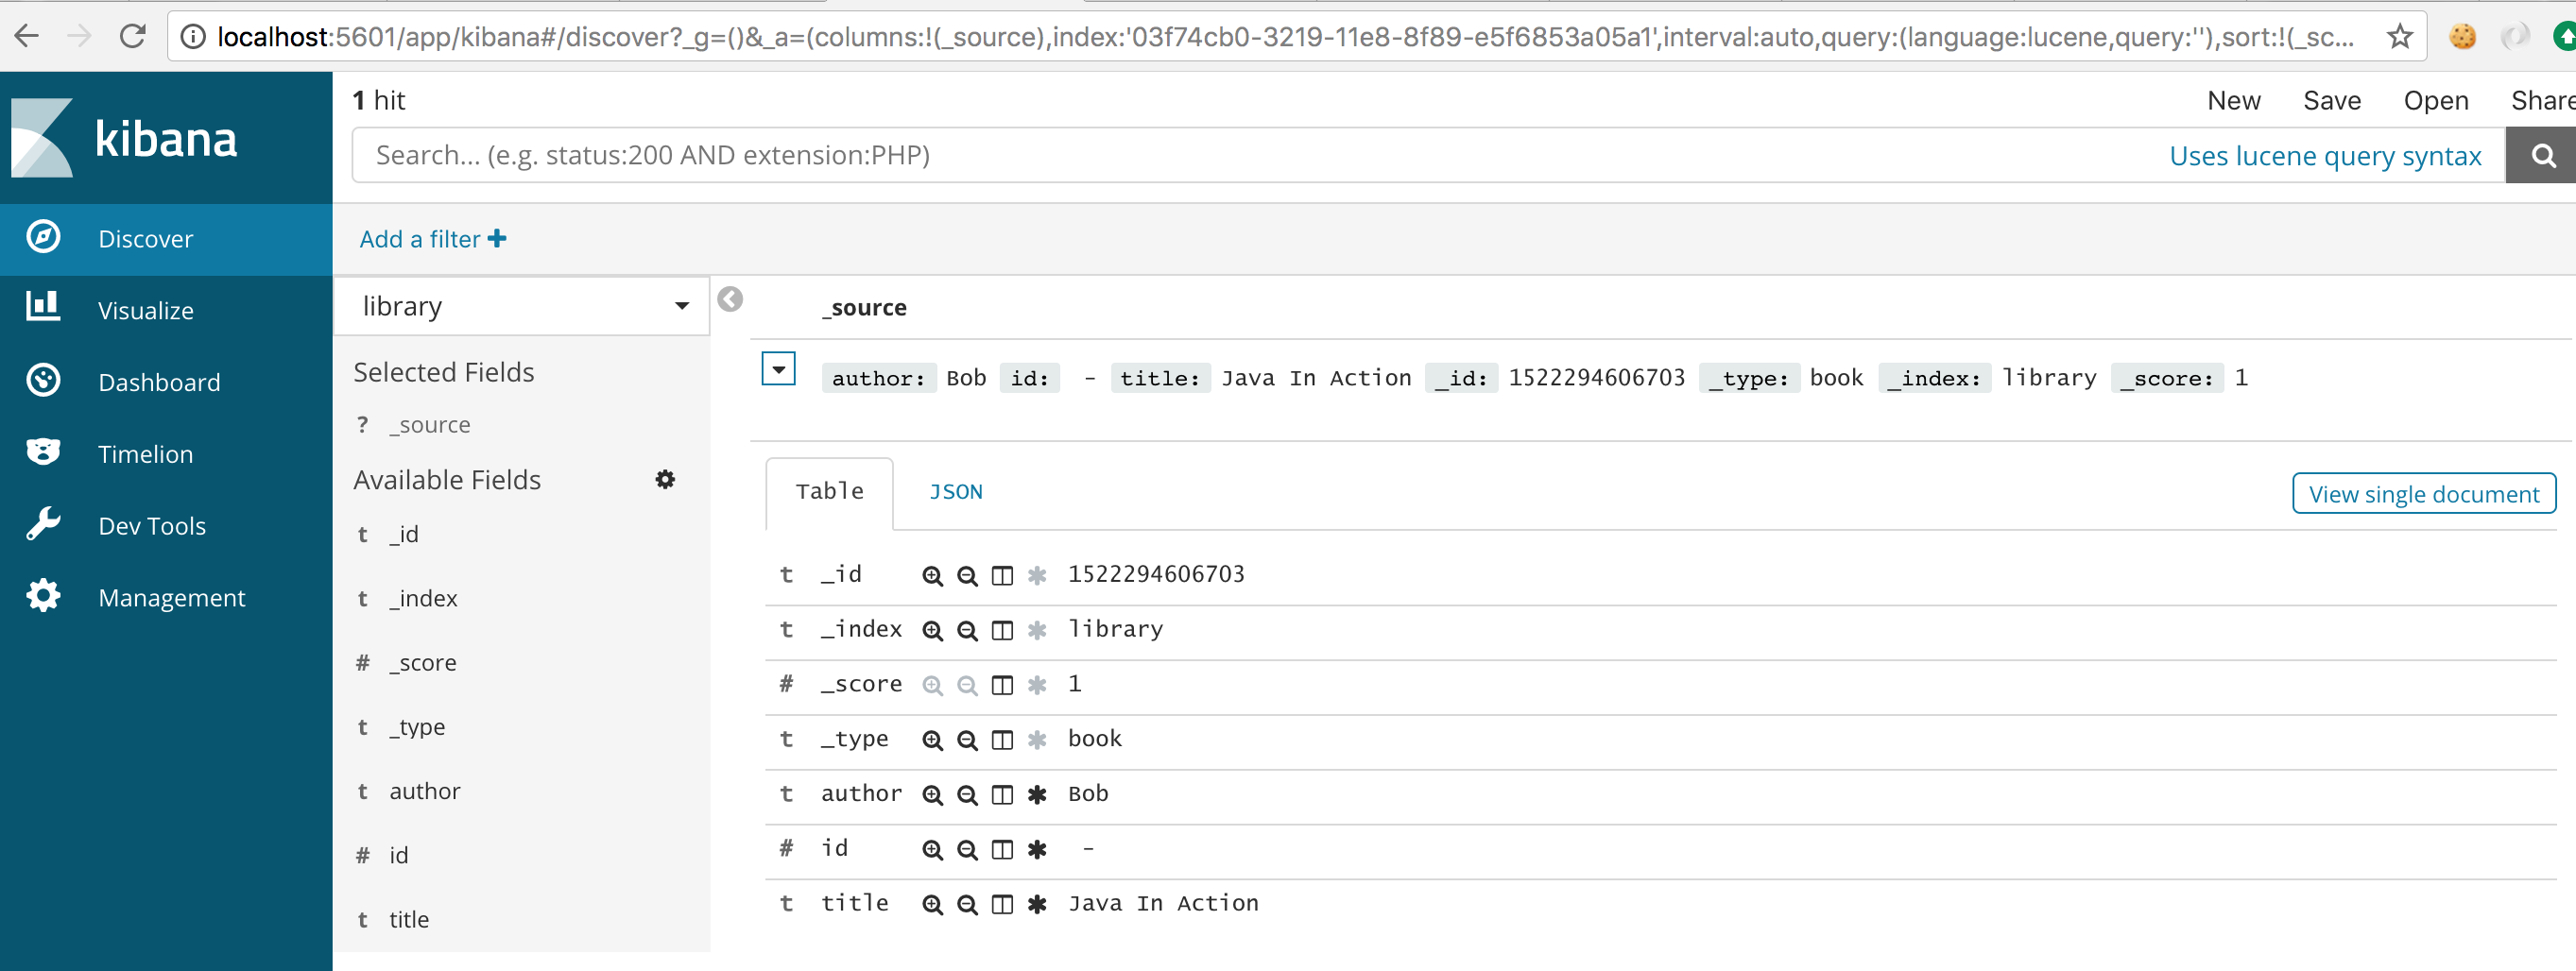 localhost:5601/app/kibana#/discover?_g=()&_a=(columns:!(_source),index:'03f74cb0-3219-11e8-8f89-e5f6853a05a1',interval:auto,query:(language:lucene,query:''),sort:!(_sc...
kibana
Discover
Visualize
Dashboard
Timelion
Dev Tools
Management
1 hit
New Save Open Share
Search... (e.g. status:200 AND extension:PHP)
Uses lucene query syntax
Add a filter
library
Selected Fields
? _source
Available Fields
t _id
t _index
# _score
t _type
t author
# id
t title
_source
author: Bob id: - title: Java In Action _id: 1522294606703 _type: book _index: library _score: 1
Table JSON
View single document
t _id 1522294606703
t _index library
# _score 1
t _type book
t author Bob
# id -
t title Java In Action